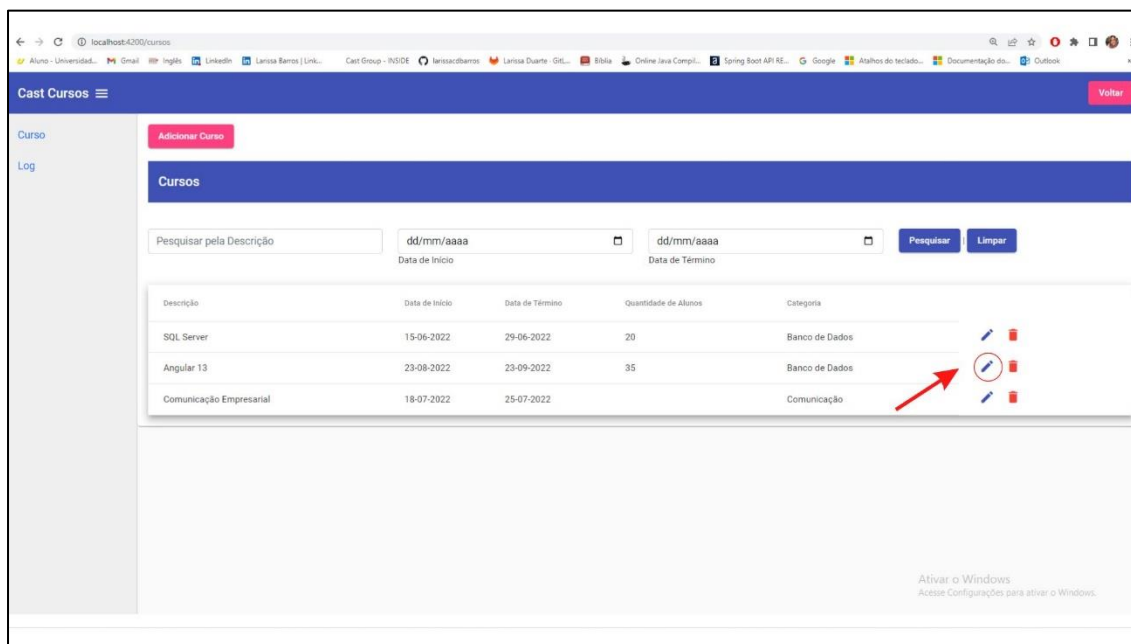 localhost:4200/cursos
Aluno - Universidad... Gmail Inglês LinkedIn Larissa Barros | Link... Cast Group - INSIDE larissacdbarros Larissa Duarte · GitL... Bíblia Online Java Compil... Spring Boot API RE... Google Atalhos do teclado... Documentação do... Outlook
Cast Cursos Voltar
Curso
Adicionar Curso
Log
Cursos
Pesquisar pela Descrição dd/mm/aaaa dd/mm/aaaa Pesquisar | Limpar
Data de Início Data de Término
Descrição Data de Início Data de Término Quantidade de Alunos Categoria
SQL Server 15-06-2022 29-06-2022 20 Banco de Dados
Angular 13 23-08-2022 23-09-2022 35 Banco de Dados
Comunicação Empresarial 18-07-2022 25-07-2022 Comunicação
Ativar o Windows
Acesse Configurações para ativar o Windows.